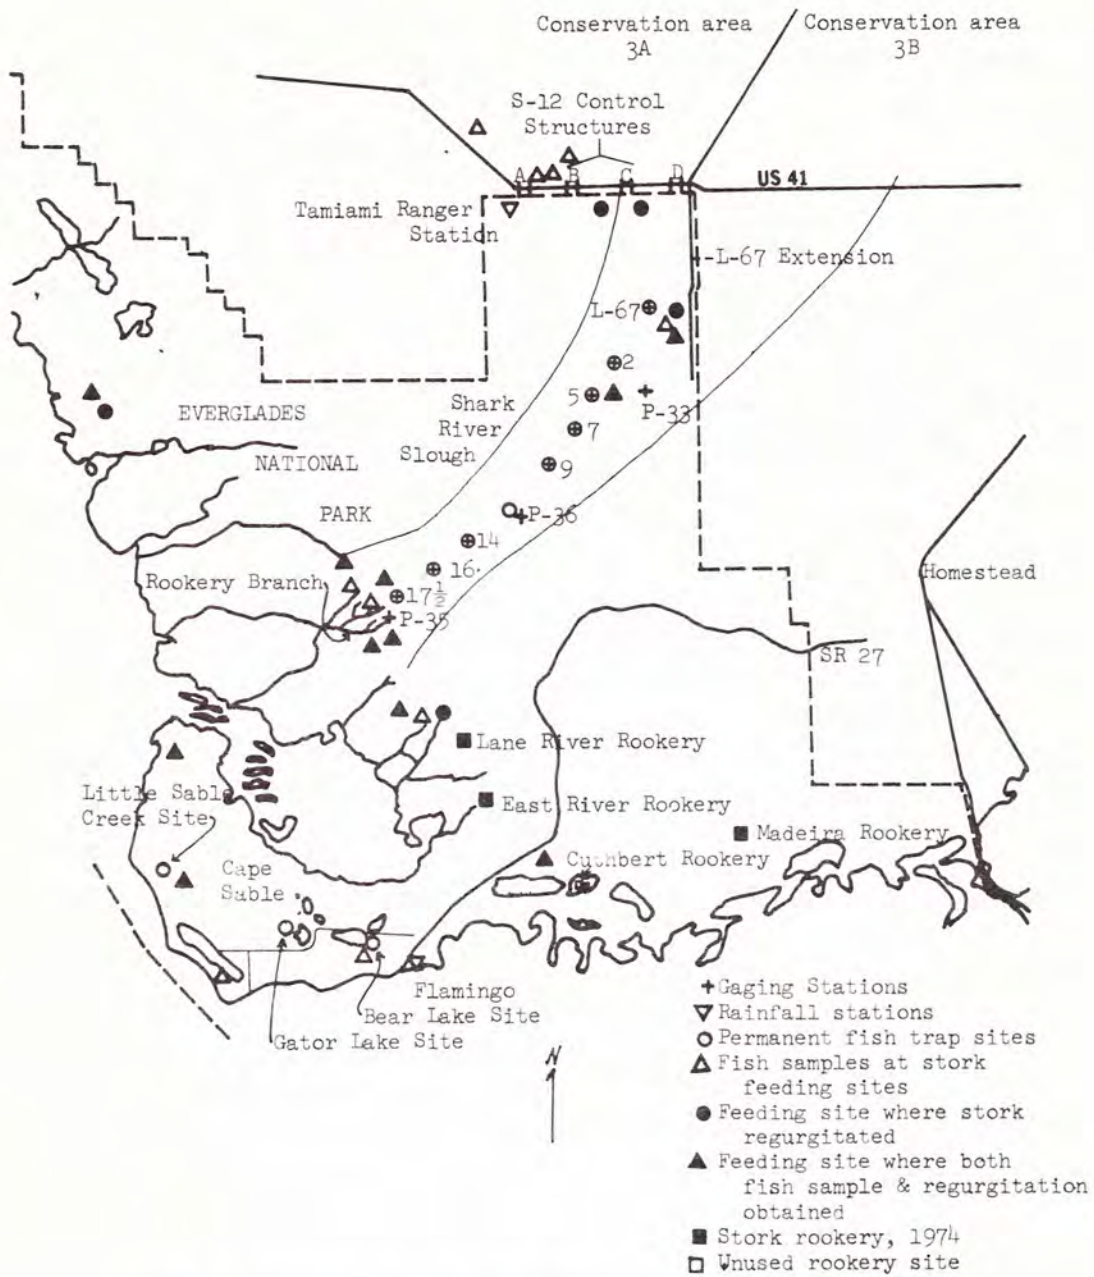 Conservation area
3A
Conservation area
3B
S-12 Control
Structures
A
B
C
D
US 41
Tamiami Ranger
Station
L-67 Extension
L-67
2
5
P-33
7
Shark
River
Slough
9
EVERGLADES
NATIONAL
PARK
P-36
14
16
Rookery Branch
17½
P-35
Homestead
SR 27
Lane River Rookery
East River Rookery
Madeira Rookery
Cuthbert Rookery
Little Sable
Creek Site
Cape
Sable
Flamingo
Bear Lake Site
Gator Lake Site
N
Gaging Stations
Rainfall stations
Permanent fish trap sites
Fish samples at stork
feeding sites
Feeding site where stork
regurgitated
Feeding site where both
fish sample & regurgitation
obtained
Stork rookery, 1974
Unused rookery site